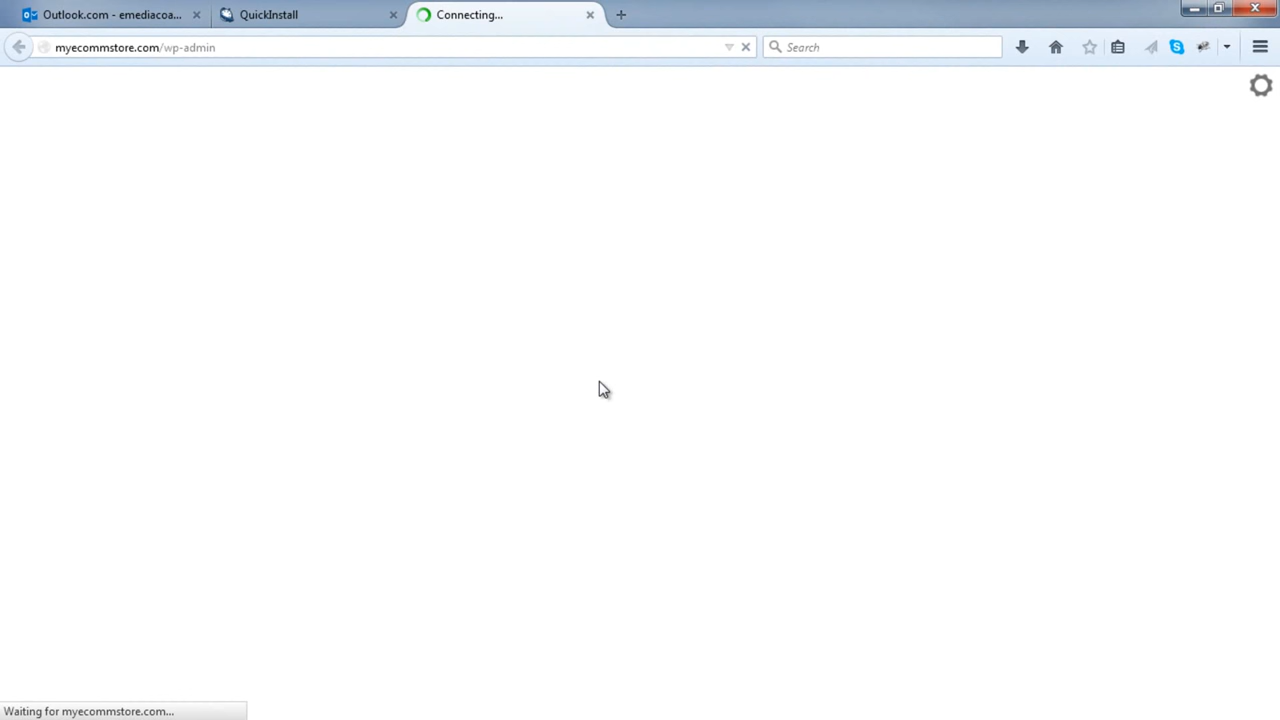 Outlook.com - emediacoa...
QuickInstall
Connecting...
myecommstore.com/wp-admin
Search
Waiting for myecommstore.com...